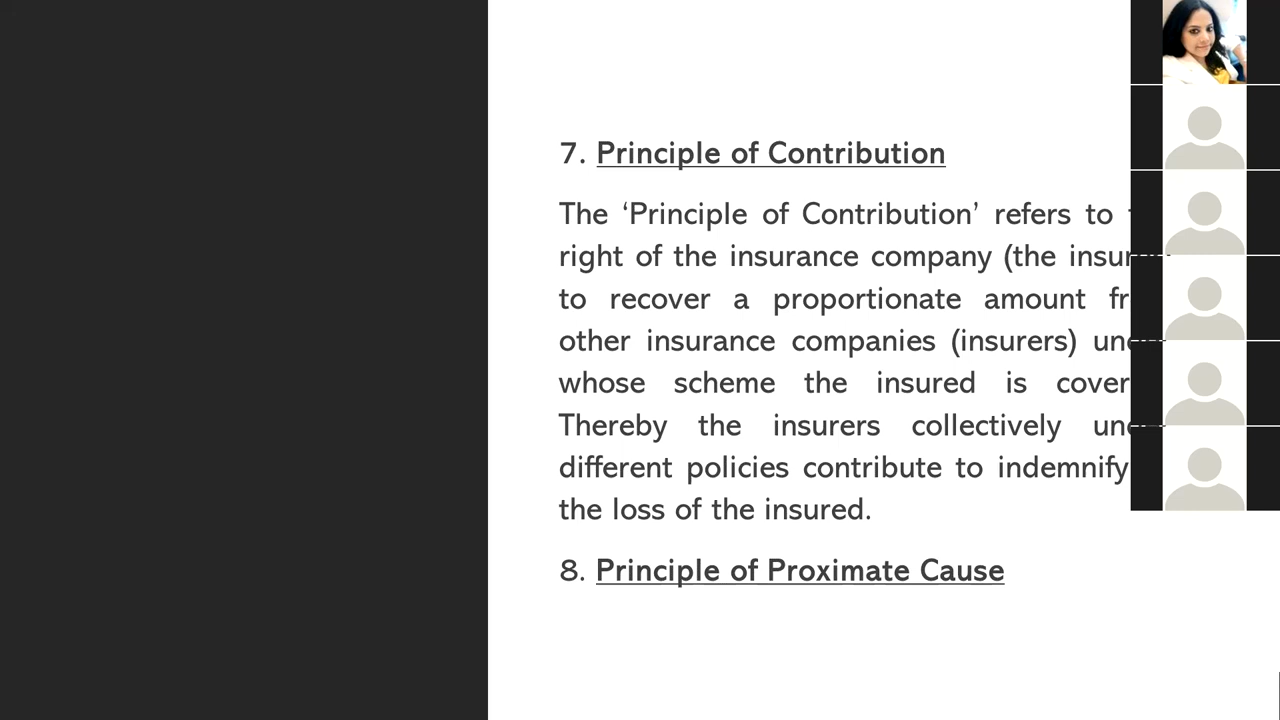 7. Principle of Contribution
The ‘Principle of Contribution’ refers to
right of the insurance company (the
to recover a proportionate amount
other insurance companies (insurers)
whose scheme the insured is
Thereby the insurers collectively
different policies contribute to indemnify
the loss of the insured.
8. Principle of Proximate Cause